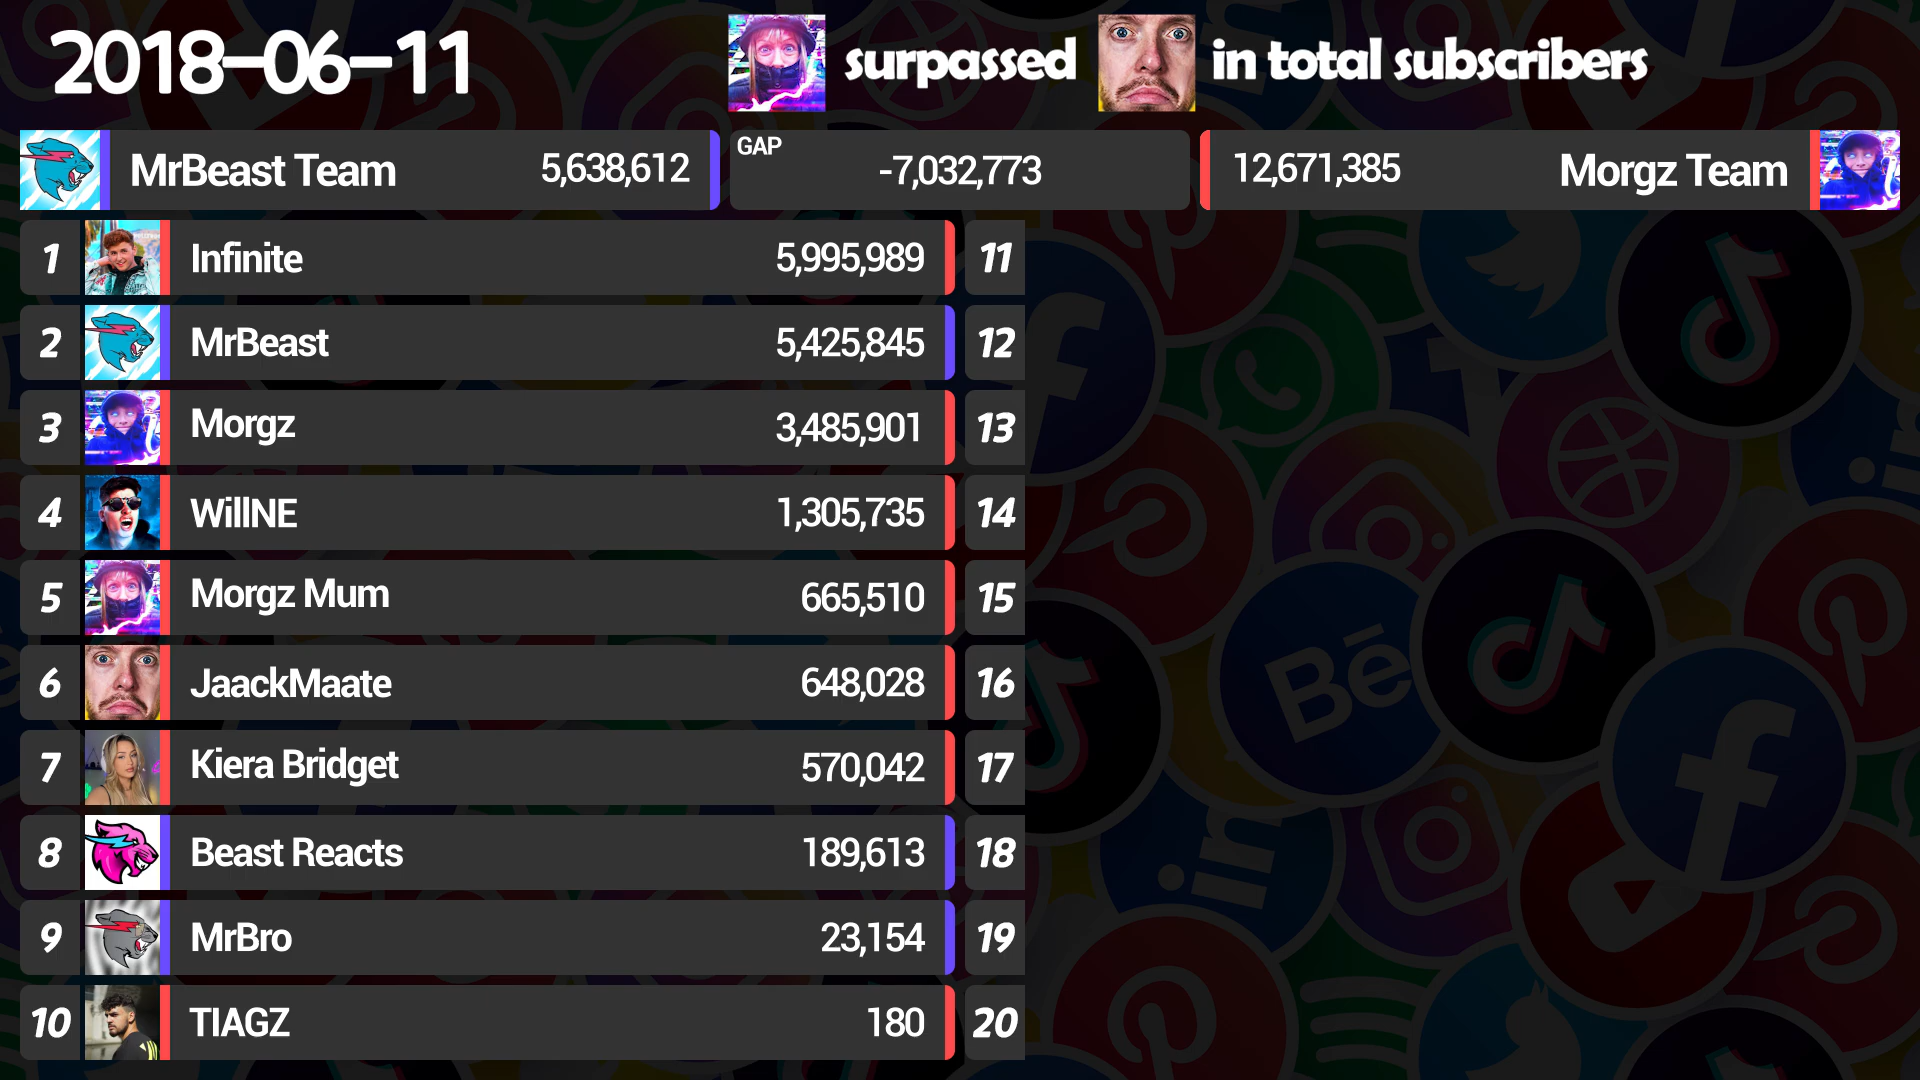 2018-06-11
surpassed in total subscribers
MrBeast Team 5,638,612
GAP
-7,032,773
12,671,385 Morgz Team
1 Infinite 5,995,989 11
2 MrBeast 5,425,845 12
3 Morgz 3,485,901 13
4 WillNE 1,305,735 14
5 Morgz Mum 665,510 15
6 JaackMaate 648,028 16
7 Kiera Bridget 570,042 17
8 Beast Reacts 189,613 18
9 MrBro 23,154 19
10 TIAGZ 180 20
Bē
in